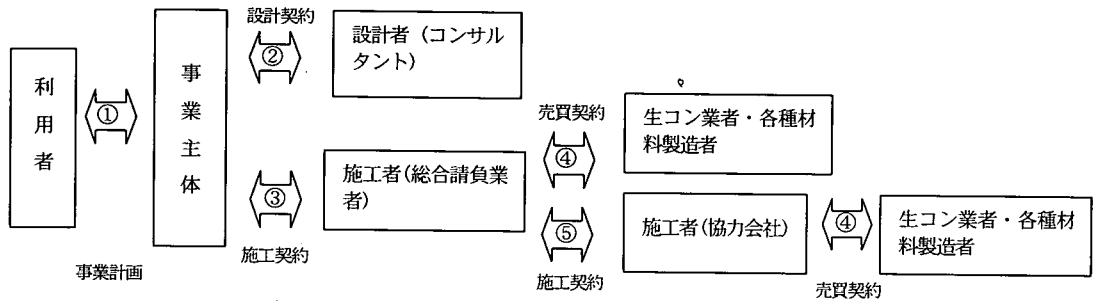 設計契約
設計者(コンサル
タント)
②
利用者
①
事業主体
事業計画
③
施工契約
施工者(総合請負業
者)
売買契約
④
生コン業者・各種材
料製造者
⑤
施工契約
施工者(協力会社)
④
売買契約
生コン業者・各種材
料製造者